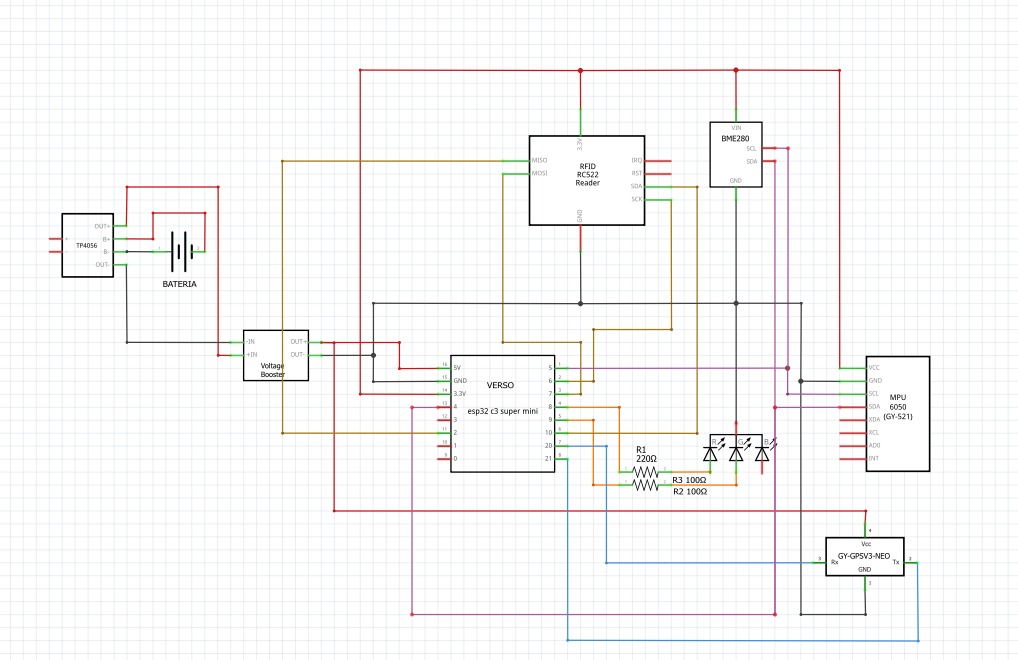 3.3V
MISO
MOSI
RFID
RC522
Reader
IRQ
RST
SDA
SCK
GND
VIN
BME280
SCL
SDA
GND
TP4056
OUT+
B+
B-
OUT-
1
2
BATERIA
-IN
+IN
OUT+
OUT-
Voltage
Booster
VERSO
esp32 c3 super mini
16
5V
15
GND
14
3.3V
13
4
12
3
11
2
10
1
9
0
5
1
6
2
7
3
8
4
9
5
10
6
20
7
21
8
R1
220Ω
1
2
1
2
R3 100Ω
R2 100Ω
R
G
B
MPU
6050
(GY-521)
VCC
GND
SCL
SDA
XDA
XCL
AD0
INT
4
Vcc
GY-GPSV3-NEO
3
Rx
Tx
2
GND
1